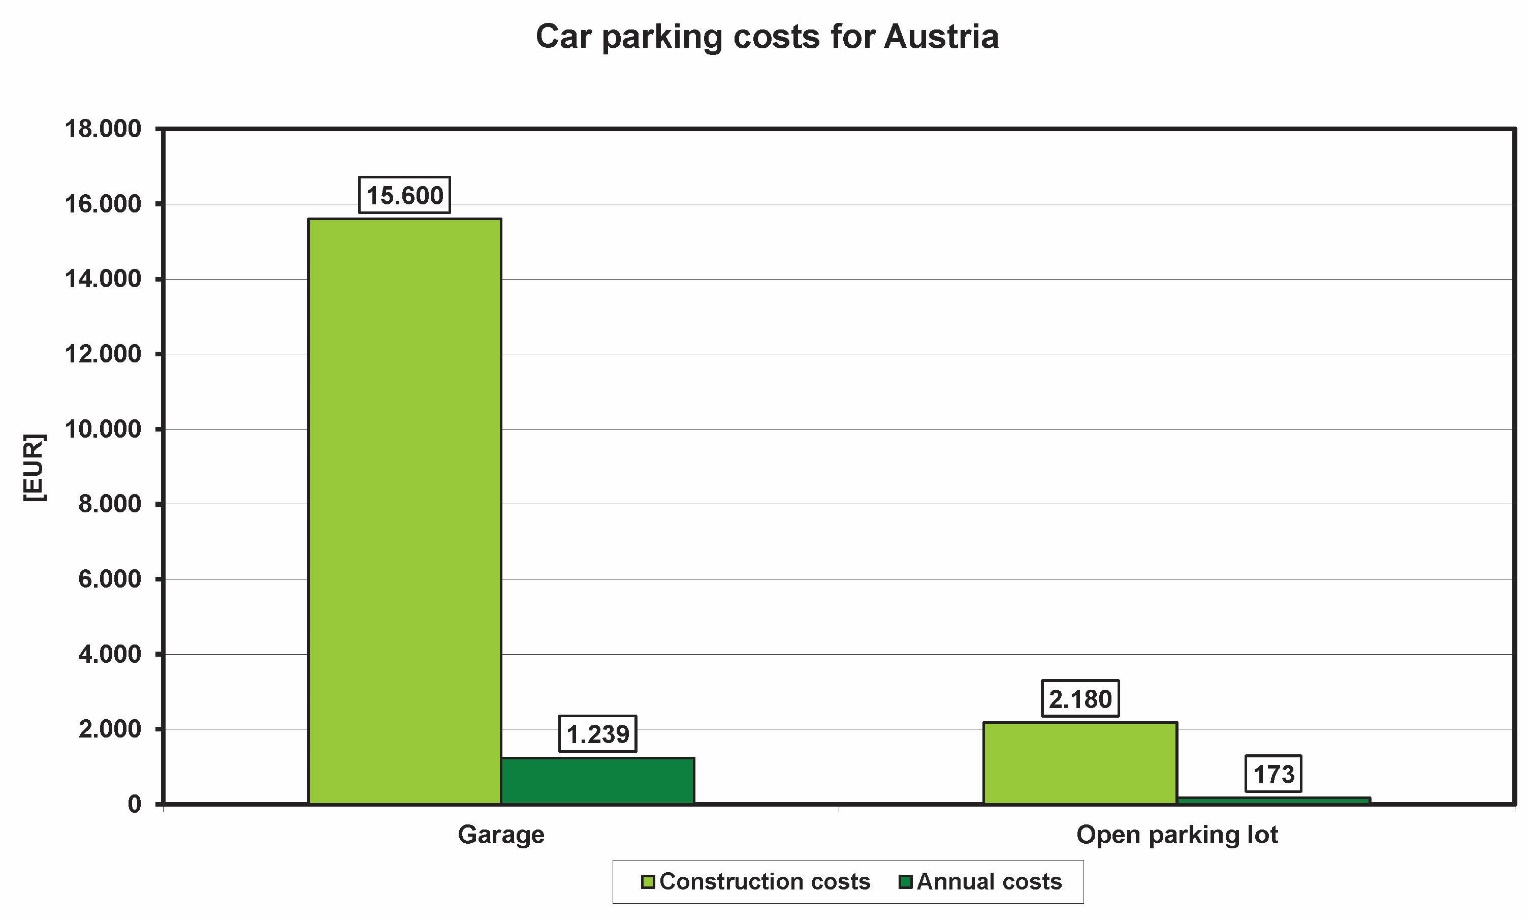 Car parking costs for Austria
18.000
16.000
14.000
12.000
10.000
8.000
6.000
4.000
2.000
0
[EUR]
15.600
1.239
2.180
173
Garage
Open parking lot
Construction costs
Annual costs